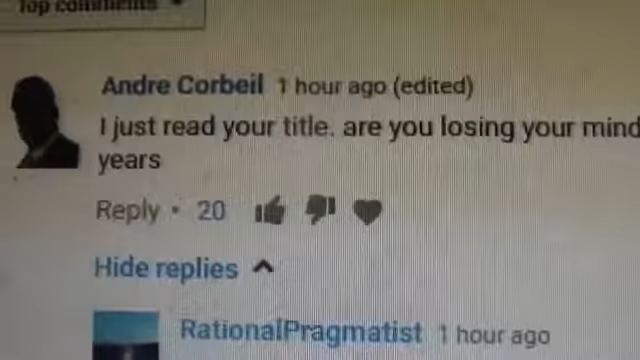 Top comments
Andre Corbeil 1 hour ago (edited)
I just read your title. are you losing your mind
years
Reply • 20
Hide replies
RationalPragmatist 1 hour ago